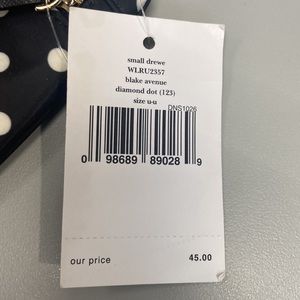 small drewe
WLRU2357
blake avenue
diamond dot (123)
size u-u
DNS1026
0 98689 89028 9
our price 45.00